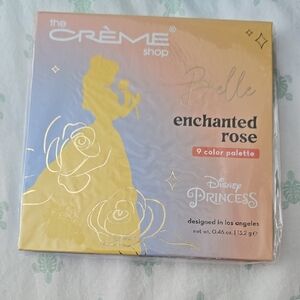 the
CRÈME®
shop
Belle
enchanted
rose
9 color palette
Disney
PRINCESS
designed in los angeles
net wt. 0.46 oz. | 13.2 g ℮